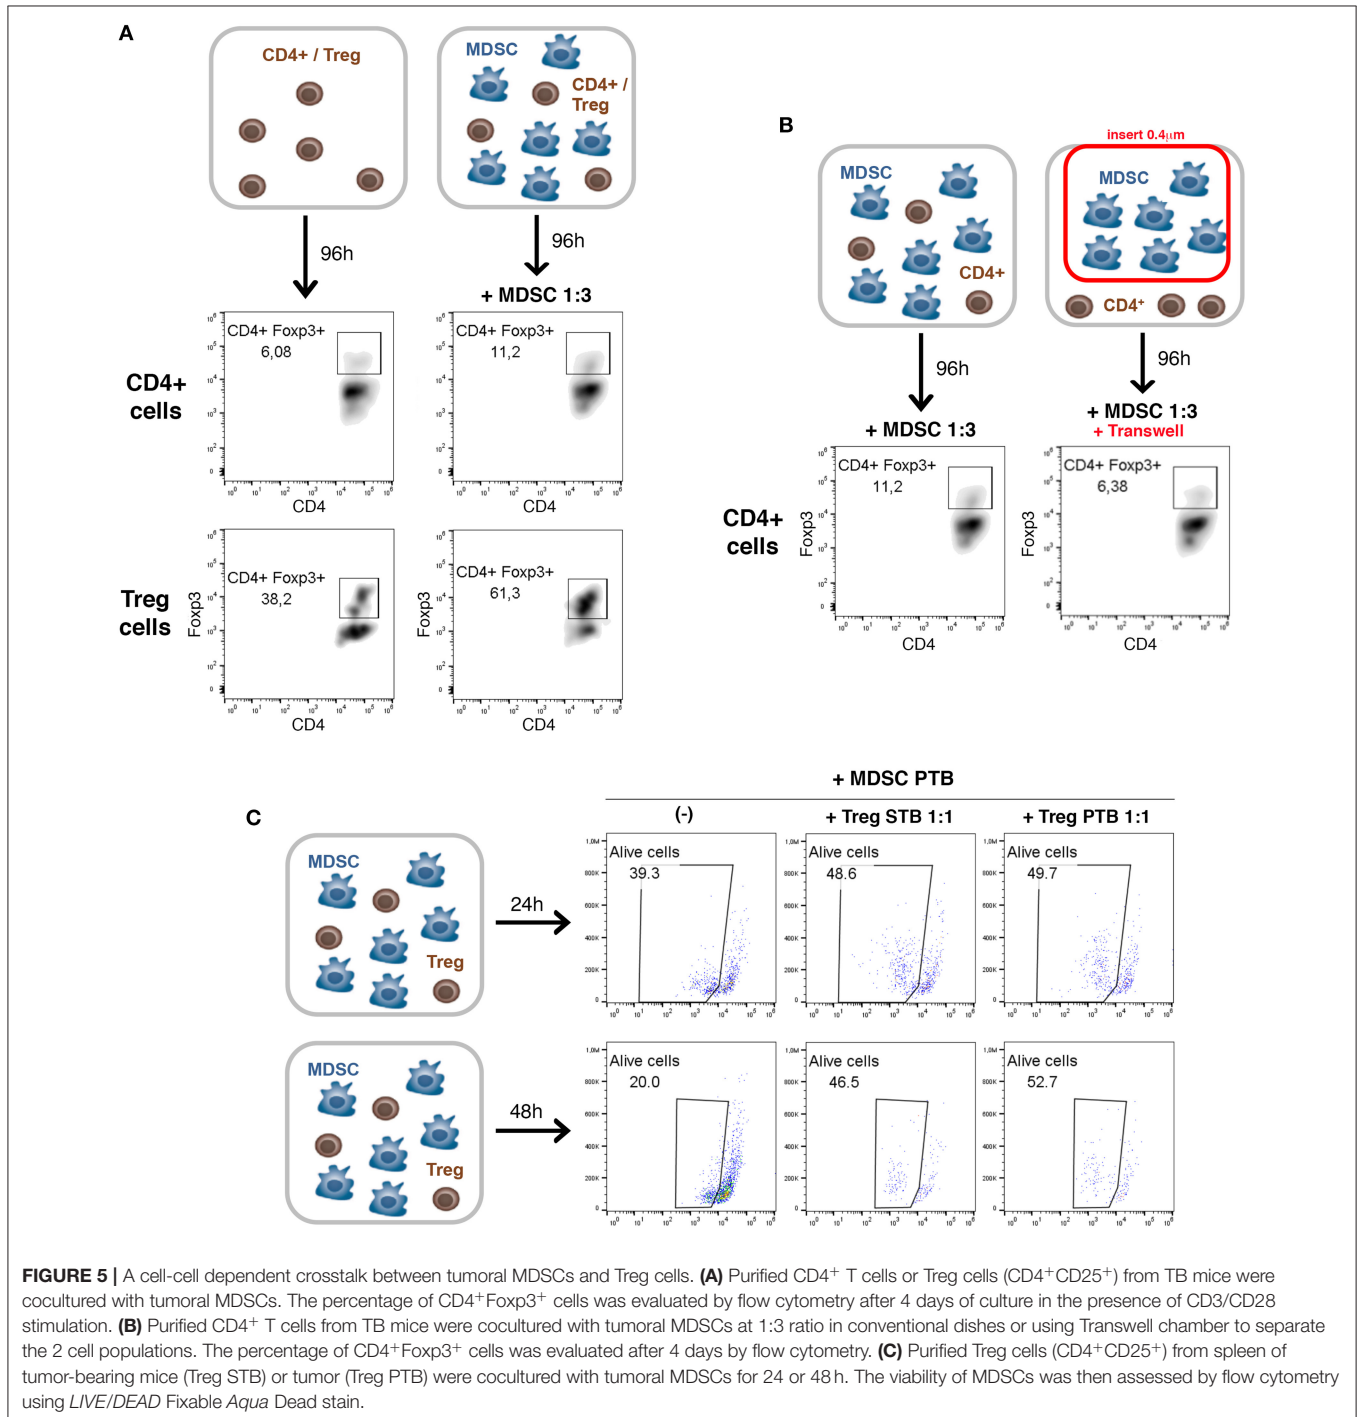 A
CD4+ / Treg
MDSC
CD4+ /
Treg
96h
96h
+ MDSC 1:3
CD4+
cells
CD4+ Foxp3+
6,08
CD4+ Foxp3+
11,2
CD4
CD4
Treg
cells
Foxp3
CD4+ Foxp3+
38,2
Foxp3
CD4+ Foxp3+
61,3
CD4
CD4
B
insert 0.4µm
MDSC
CD4+
MDSC
CD4⁺
96h
96h
+ MDSC 1:3
+ MDSC 1:3
+ Transwell
CD4+
cells
Foxp3
CD4+ Foxp3+
11,2
Foxp3
CD4+ Foxp3+
6,38
CD4
CD4
+ MDSC PTB
C
(-)
+ Treg STB 1:1
+ Treg PTB 1:1
MDSC
Treg
24h
Alive cells
39.3
Alive cells
48.6
Alive cells
49.7
MDSC
Treg
48h
Alive cells
20.0
Alive cells
46.5
Alive cells
52.7
FIGURE 5 | A cell-cell dependent crosstalk between tumoral MDSCs and Treg cells. (A) Purified CD4⁺ T cells or Treg cells (CD4⁺CD25⁺) from TB mice were
cocultured with tumoral MDSCs. The percentage of CD4⁺Foxp3⁺ cells was evaluated by flow cytometry after 4 days of culture in the presence of CD3/CD28
stimulation. (B) Purified CD4⁺ T cells from TB mice were cocultured with tumoral MDSCs at 1:3 ratio in conventional dishes or using Transwell chamber to separate
the 2 cell populations. The percentage of CD4⁺Foxp3⁺ cells was evaluated after 4 days by flow cytometry. (C) Purified Treg cells (CD4⁺CD25⁺) from spleen of
tumor-bearing mice (Treg STB) or tumor (Treg PTB) were cocultured with tumoral MDSCs for 24 or 48 h. The viability of MDSCs was then assessed by flow cytometry
using LIVE/DEAD Fixable Aqua Dead stain.